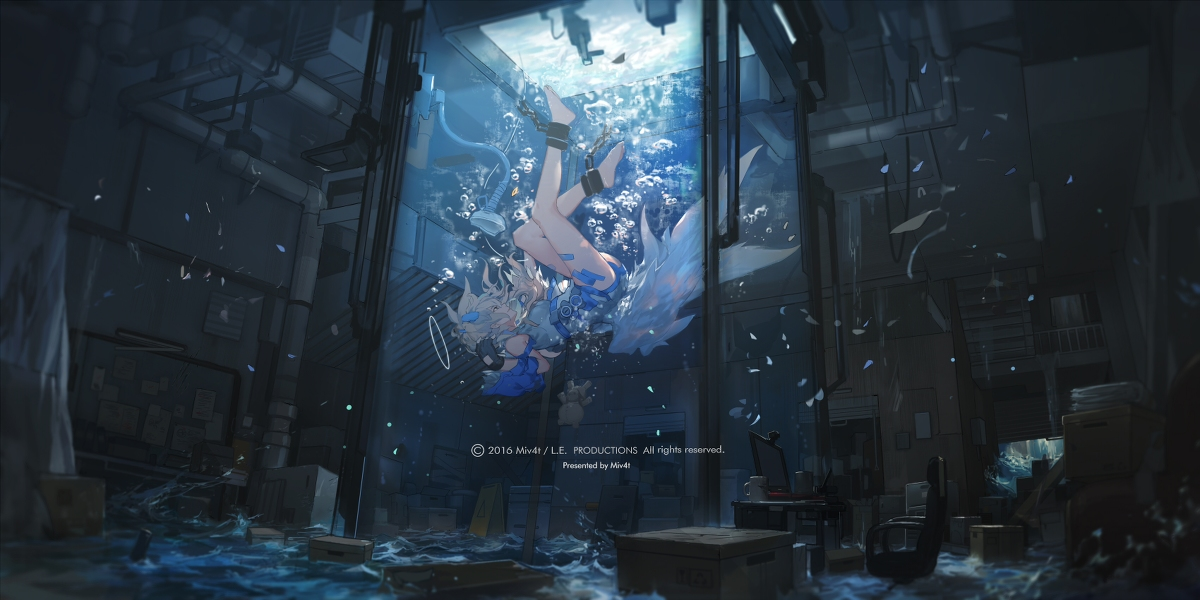 © 2016 Miv4t / L.E. PRODUCTIONS All rights reserved.
Presented by Miv4t